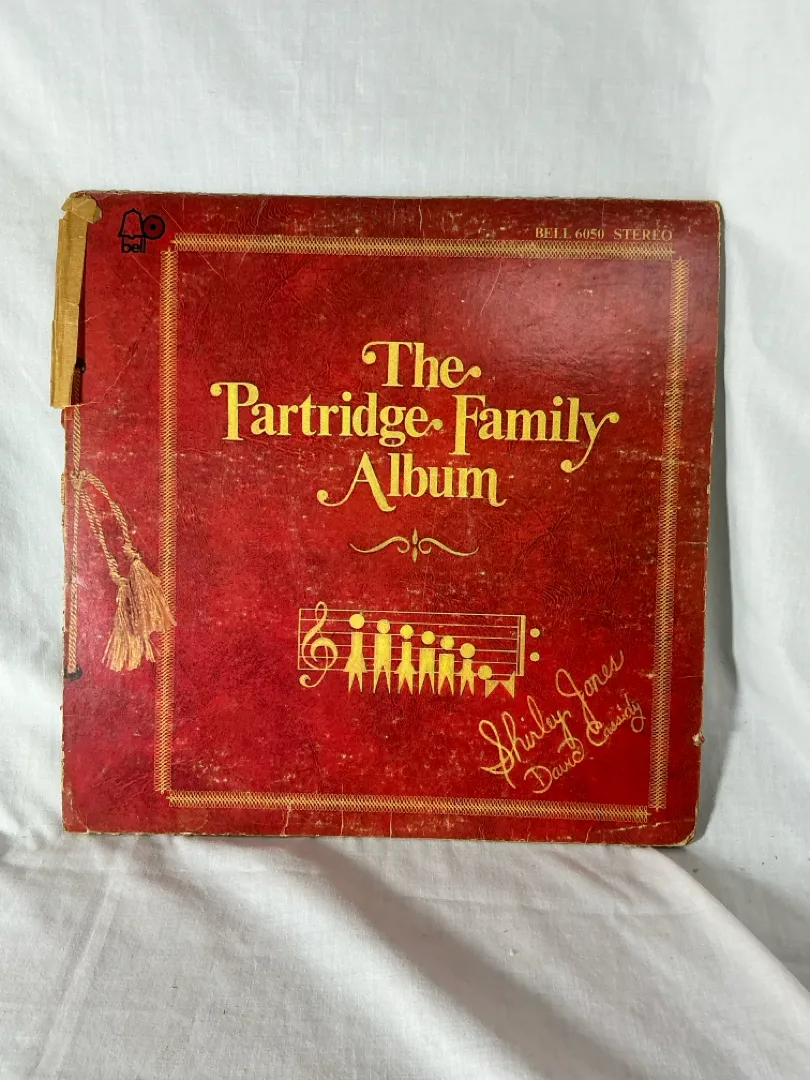 bell
BELL 6050 STEREO
The
Partridge Family
Album
Shirley Jones
David Cassidy